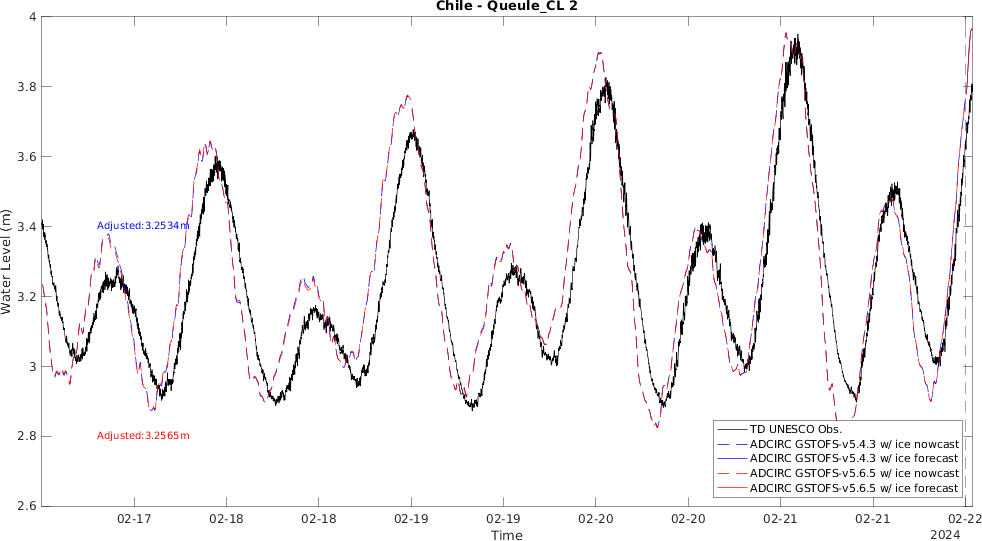 Chile - Queule_CL 2
4
3.8
3.6
3.4
3.2
3
2.8
2.6
Water Level (m)
Adjusted:3.2534m
Adjusted:3.2565m
TD UNESCO Obs.
ADCIRC GSTOFS-v5.4.3 w/ ice nowcast
ADCIRC GSTOFS-v5.4.3 w/ ice forecast
ADCIRC GSTOFS-v5.6.5 w/ ice nowcast
ADCIRC GSTOFS-v5.6.5 w/ ice forecast
02-17 02-18 02-18 02-19 02-19 02-20 02-20 02-21 02-21 02-22
Time
2024